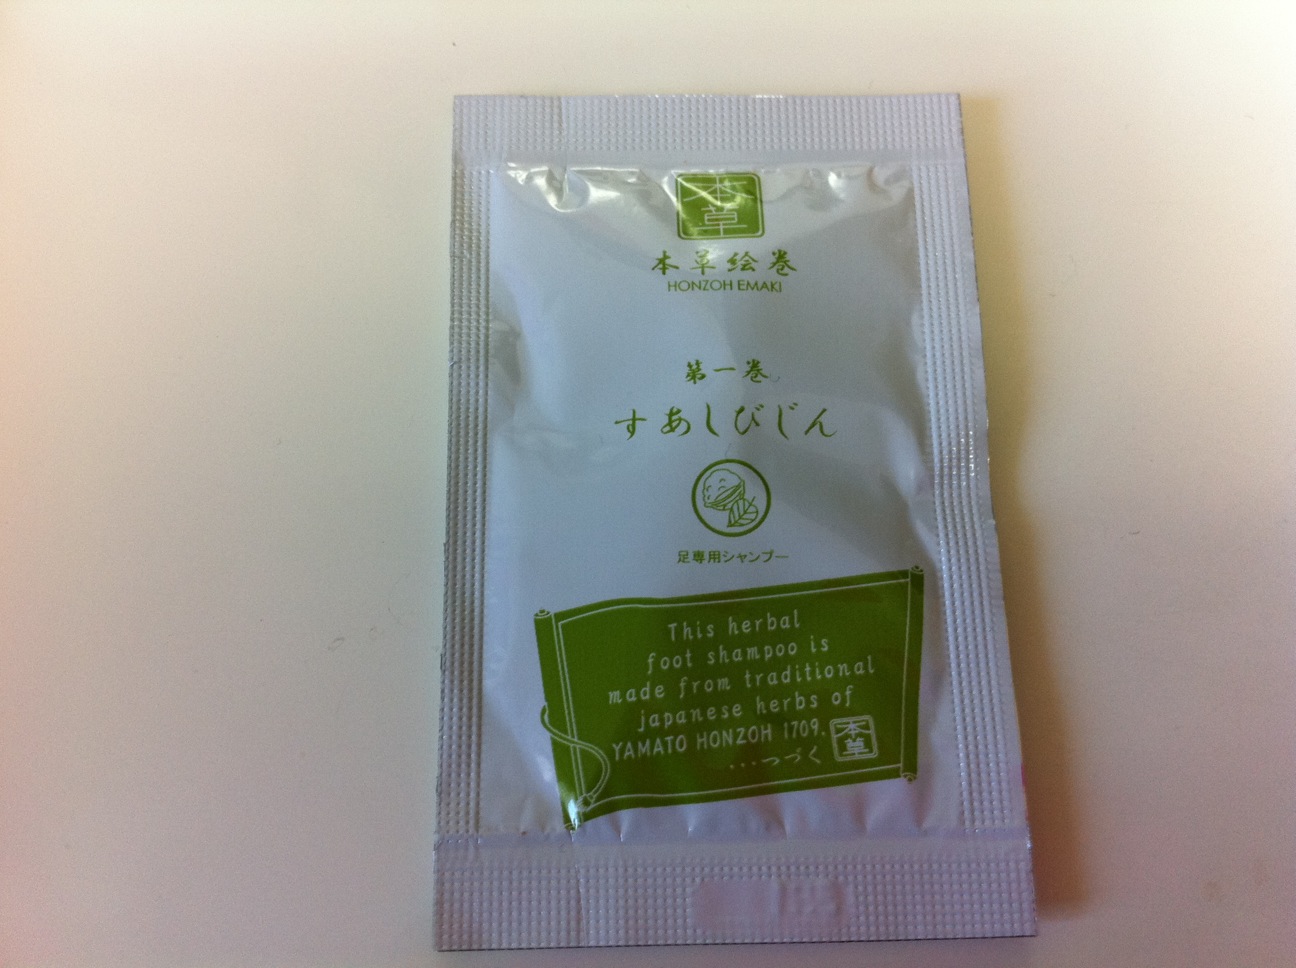 本草
本草絵巻
HONZOH EMAKI
第一巻
すあしびじん
足専用シャンプー
This herbal
foot shampoo is
made from traditional
japanese herbs of
YAMATO HONZOH 1709.
...つづく
本草